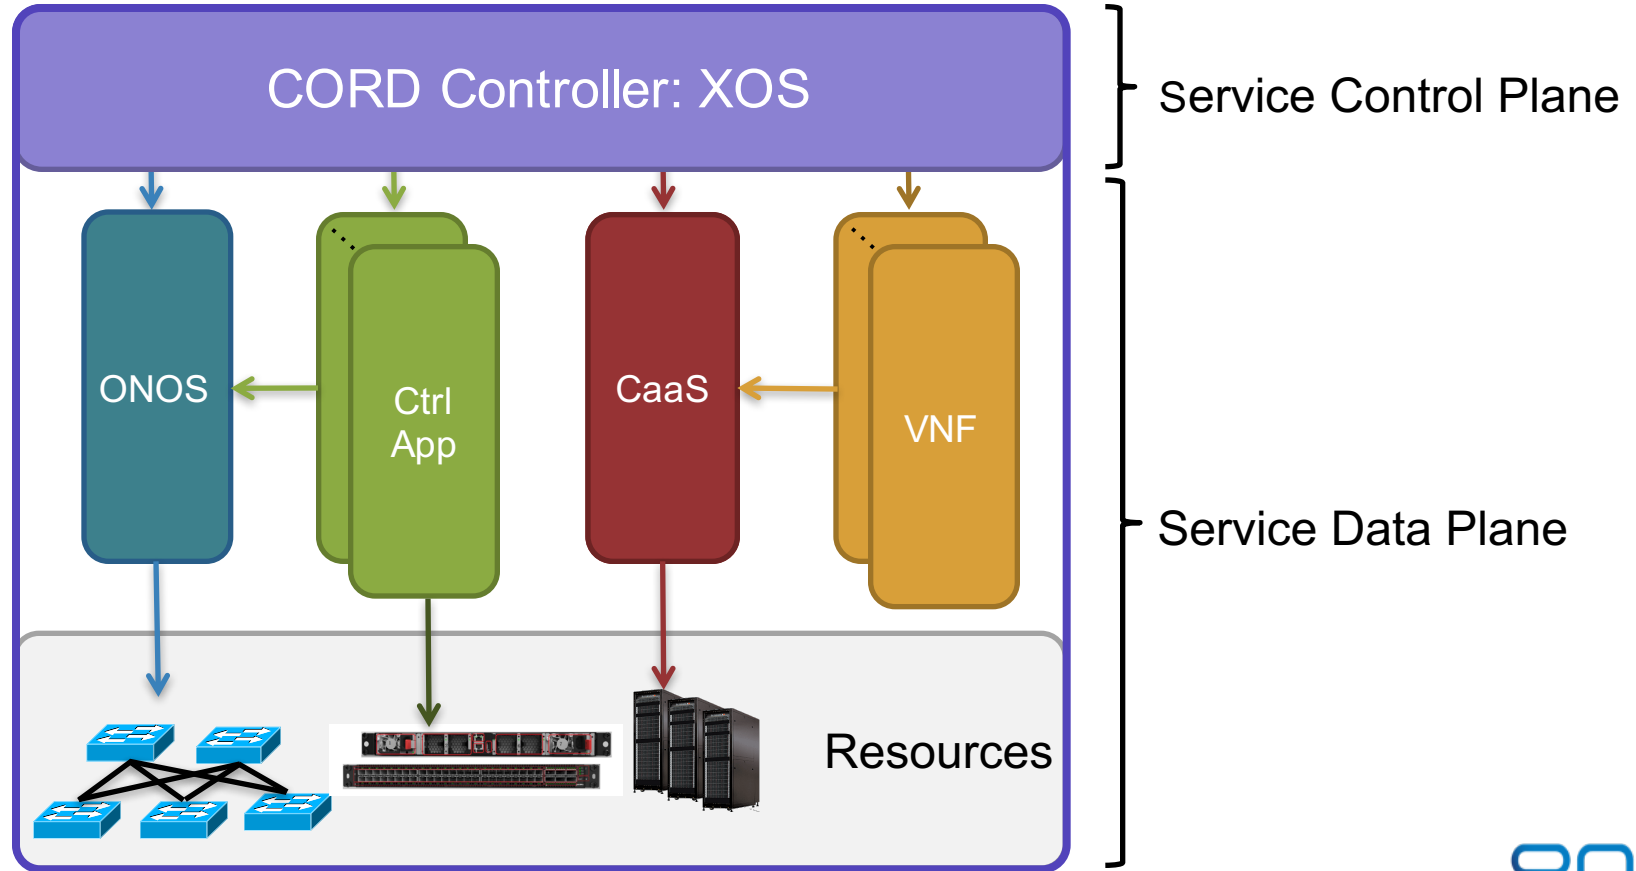 CORD Controller: XOS
Service Control Plane
ONOS
Ctrl
App
CaaS
VNF
Service Data Plane
Resources